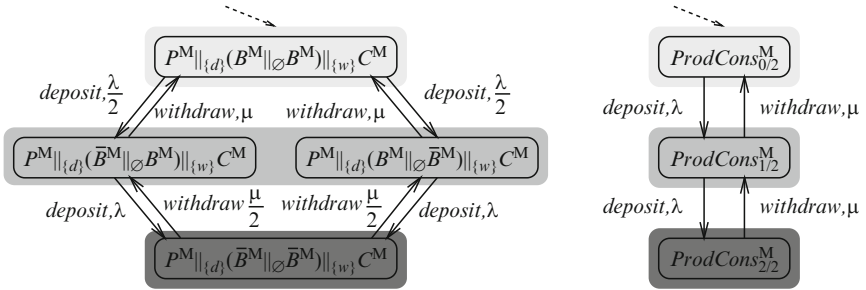 P^M||_{d}(B^M||_∅B^M)||_{w}C^M
ProdCons^M_{0/2}
deposit,λ/2
withdraw,μ
withdraw,μ
deposit,λ/2
deposit,λ
withdraw,μ
P^M||_{d}(B̄^M||_∅B^M)||_{w}C^M
P^M||_{d}(B^M||_∅B̄^M)||_{w}C^M
ProdCons^M_{1/2}
deposit,λ
withdraw μ/2
withdraw μ/2
deposit,λ
deposit,λ
withdraw,μ
P^M||_{d}(B̄^M||_∅B̄^M)||_{w}C^M
ProdCons^M_{2/2}